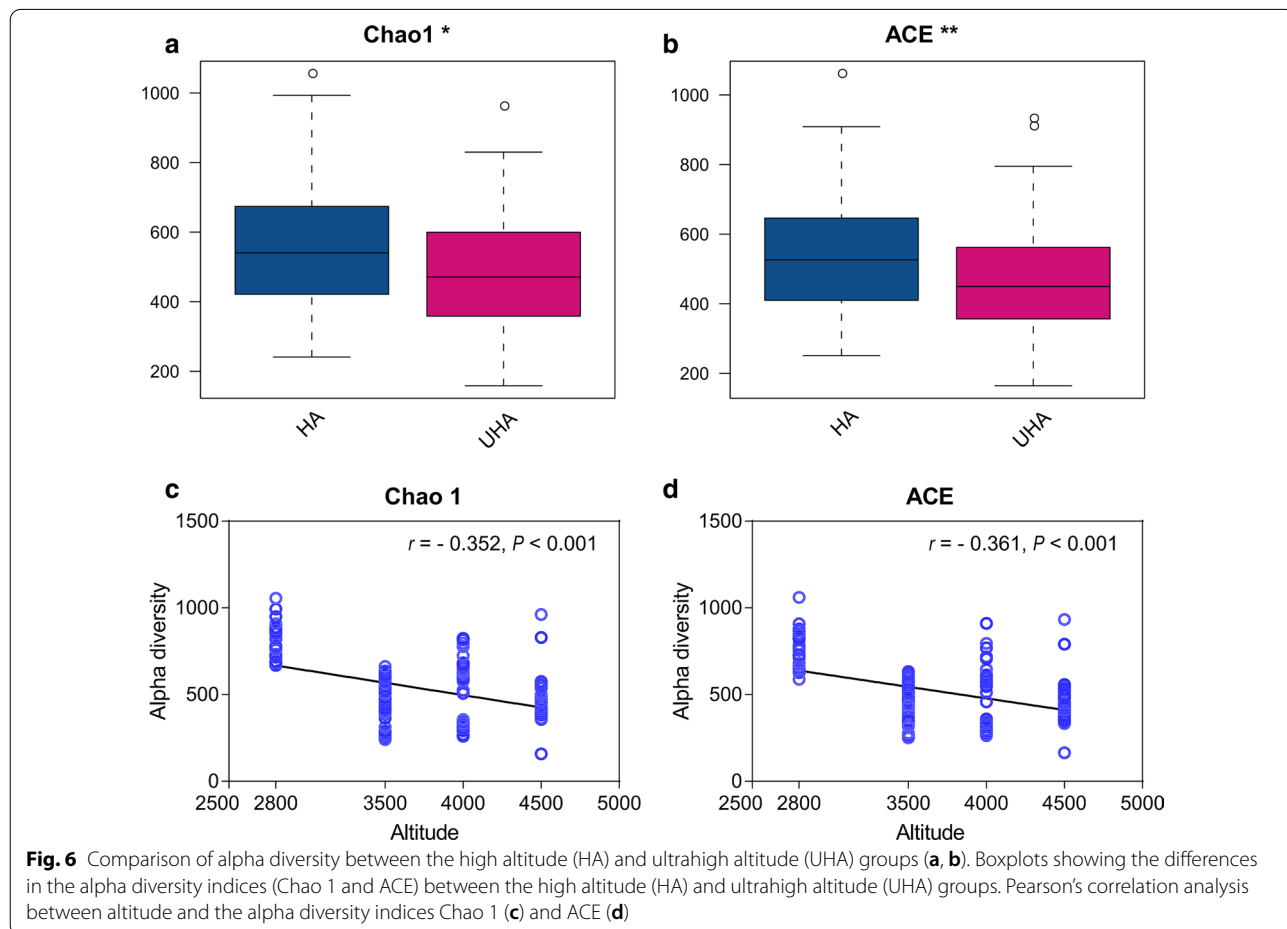 a
Chao1 *
1000
800
600
400
200
HA
UHA
b
ACE **
1000
800
600
400
200
HA
UHA
c
Chao 1
r = - 0.352, P < 0.001
Alpha diversity
1500
1000
500
0
2500 2800 3500 4000 4500 5000
Altitude
d
ACE
r = - 0.361, P < 0.001
Alpha diversity
1500
1000
500
0
2500 2800 3500 4000 4500 5000
Altitude
Fig. 6 Comparison of alpha diversity between the high altitude (HA) and ultrahigh altitude (UHA) groups (a, b). Boxplots showing the differences
in the alpha diversity indices (Chao 1 and ACE) between the high altitude (HA) and ultrahigh altitude (UHA) groups. Pearson's correlation analysis
between altitude and the alpha diversity indices Chao 1 (c) and ACE (d)